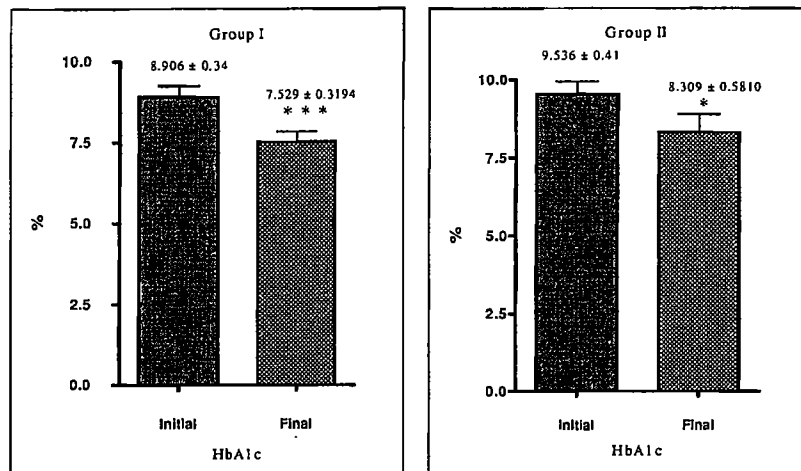 Group I
8.906 ± 0.34
7.529 ± 0.3194
* * *
10.0
7.5
5.0
2.5
0.0
%
Initial Final
HbA1c
Group II
9.536 ± 0.41
8.309 ± 0.5810
*
10.0
7.5
5.0
2.5
0.0
%
Initial Final
HbA1c